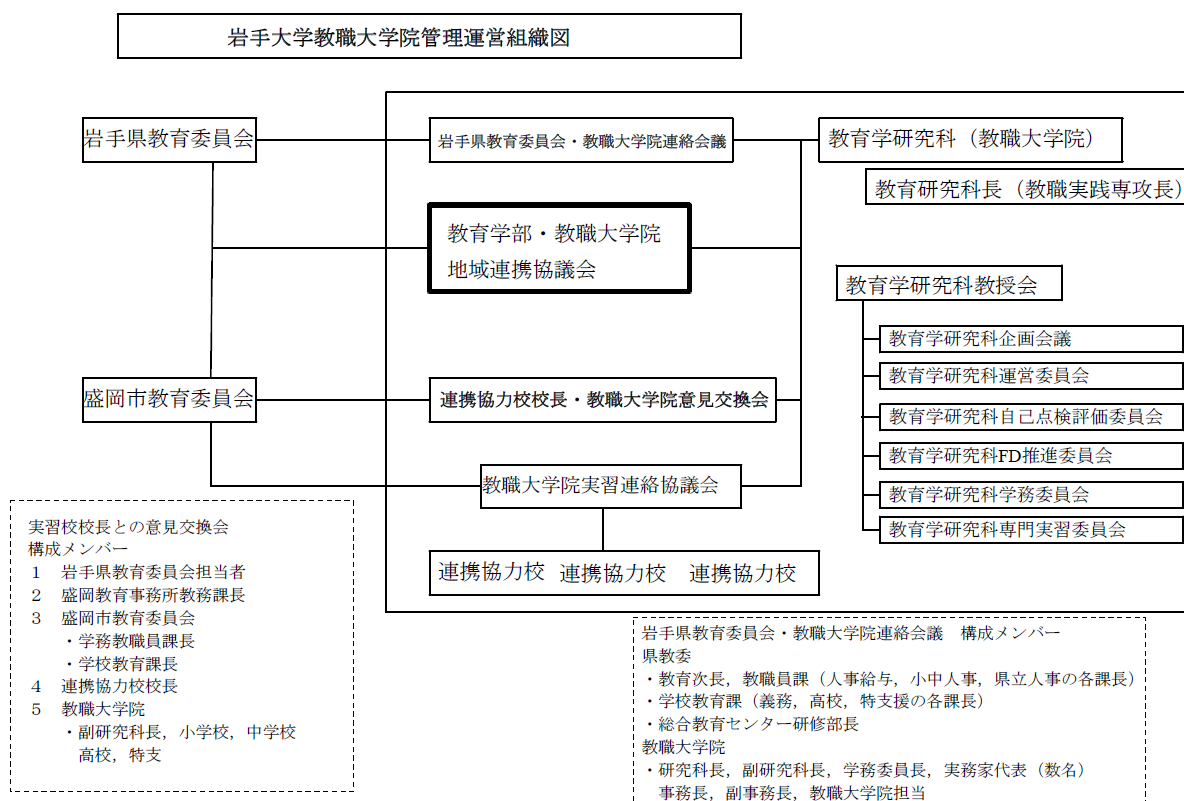 岩手大学教職大学院管理運営組織図
岩手県教育委員会
岩手県教育委員会・教職大学院連絡会議
教育学研究科（教職大学院）
教育研究科長（教職実践専攻長）
教育学部・教職大学院
地域連携協議会
教育学研究科教授会
教育学研究科企画会議
教育学研究科運営委員会
教育学研究科自己点検評価委員会
教育学研究科FD推進委員会
教育学研究科学務委員会
教育学研究科専門実習委員会
盛岡市教育委員会
連携協力校校長・教職大学院意見交換会
教職大学院実習連絡協議会
連携協力校　連携協力校　連携協力校
実習校校長との意見交換会
構成メンバー
１　岩手県教育委員会担当者
２　盛岡教育事務所教務課長
３　盛岡市教育委員会
・学務教職員課長
・学校教育課長
４　連携協力校校長
５　教職大学院
・副研究科長，小学校，中学校
高校，特支
岩手県教育委員会・教職大学院連絡会議　構成メンバー
県教委
・教育次長，教職員課（人事給与，小中人事，県立人事の各課長）
・学校教育課（義務，高校，特支援の各課長）
・総合教育センター研修部長
教職大学院
・研究科長，副研究科長，学務委員長，実務家代表（数名）
事務長，副事務長，教職大学院担当